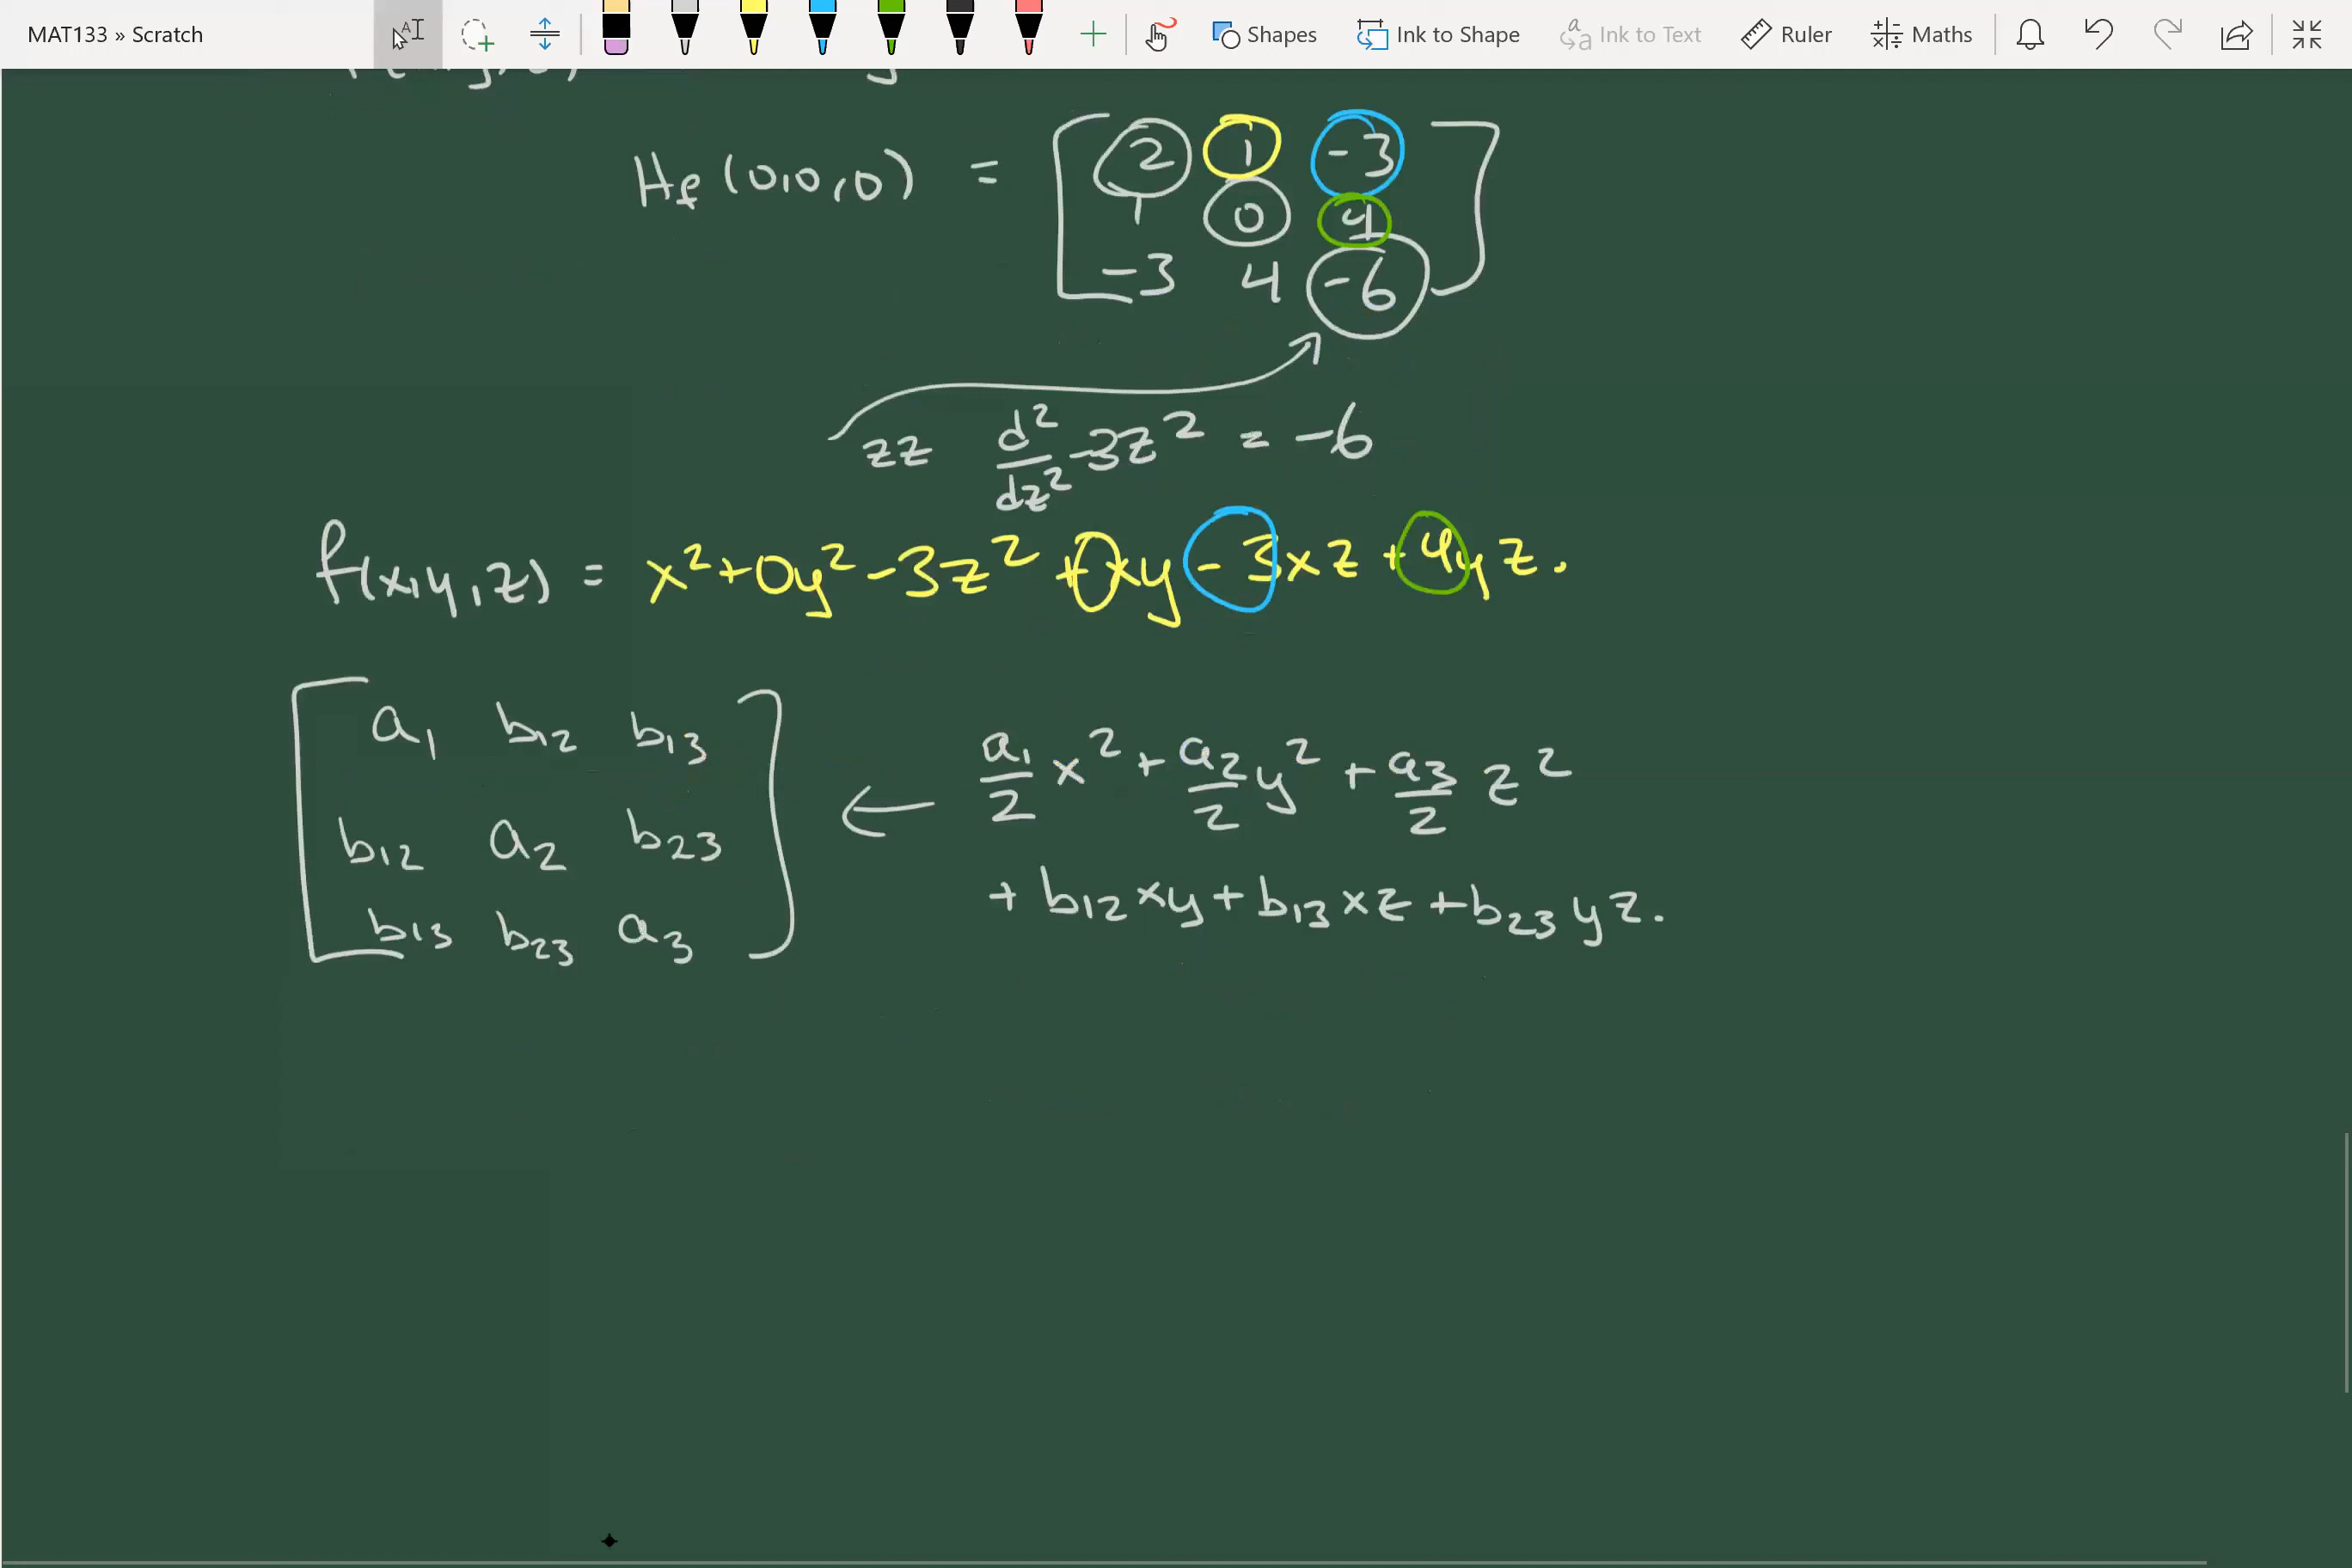 MAT133 » Scratch
Shapes Ink to Shape Ink to Text Ruler Maths
H_f (0,0,0) = [ 2 1 -3
1 0 4
-3 4 -6 ]
zz d²/dz² -3z² = -6
f(x,y,z) = x²+0y²-3z²+xy-3xz+4yz.
[ a₁ b₁₂ b₁₃
b₁₂ a₂ b₂₃
b₁₃ b₂₃ a₃ ]
← a₁/2 x² + a₂/2 y² + a₃/2 z²
+ b₁₂xy + b₁₃xz + b₂₃yz.